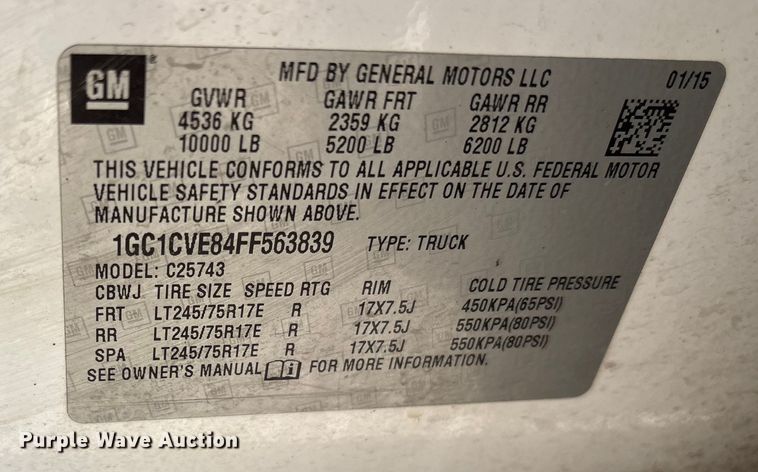 GM ® MFD BY GENERAL MOTORS LLC 01/15
GVWR GAWR FRT GAWR RR
4536 KG 2359 KG 2812 KG
10000 LB 5200 LB 6200 LB
THIS VEHICLE CONFORMS TO ALL APPLICABLE U.S. FEDERAL MOTOR
VEHICLE SAFETY STANDARDS IN EFFECT ON THE DATE OF
MANUFACTURE SHOWN ABOVE.
1GC1CVE84FF563839 TYPE: TRUCK
MODEL: C25743
CBWJ TIRE SIZE SPEED RTG RIM COLD TIRE PRESSURE
FRT LT245/75R17E R 17X7.5J 450KPA(65PSI)
RR LT245/75R17E R 17X7.5J 550KPA(80PSI)
SPA LT245/75R17E R 17X7.5J 550KPA(80PSI)
SEE OWNER'S MANUAL FOR MORE INFORMATION.
Purple Wave Auction